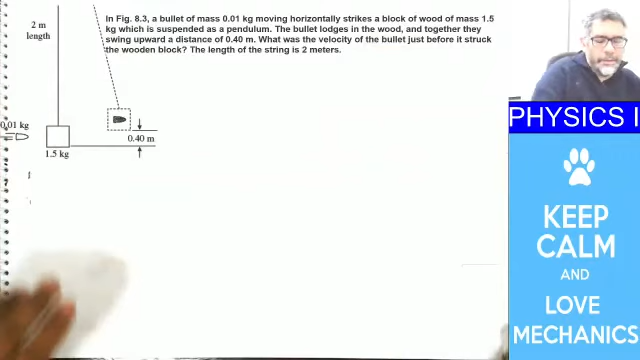 In Fig. 8.3, a bullet of mass 0.01 kg moving horizontally strikes a block of wood of mass 1.5
kg which is suspended as a pendulum. The bullet lodges in the wood, and together they
swing upward a distance of 0.40 m. What was the velocity of the bullet just before it struck
the wooden block? The length of the string is 2 meters.
2 m
length
0.01 kg
0.40 m
1.5 kg
PHYSICS I
KEEP
CALM
AND
LOVE
MECHANICS